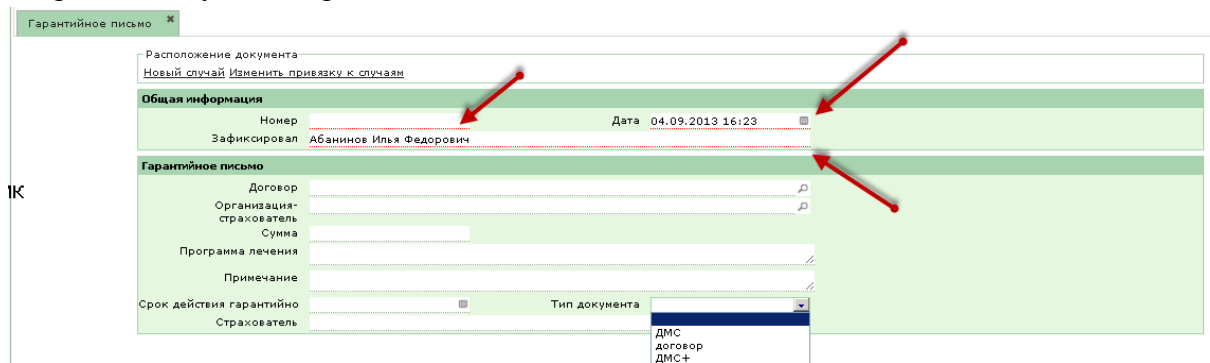 Гарантийное письмо ×
Расположение документа
Новый случай Изменить привязку к случаям
Общая информация
Номер Дата 04.09.2013 16:23
Зафиксировал Абанинов Илья Федорович
Гарантийное письмо
Договор
Организация-
страхователь
Сумма
Программа лечения
Примечание
Срок действия гарантийно Тип документа
Страхователь
ДМС
договор
ДМС+